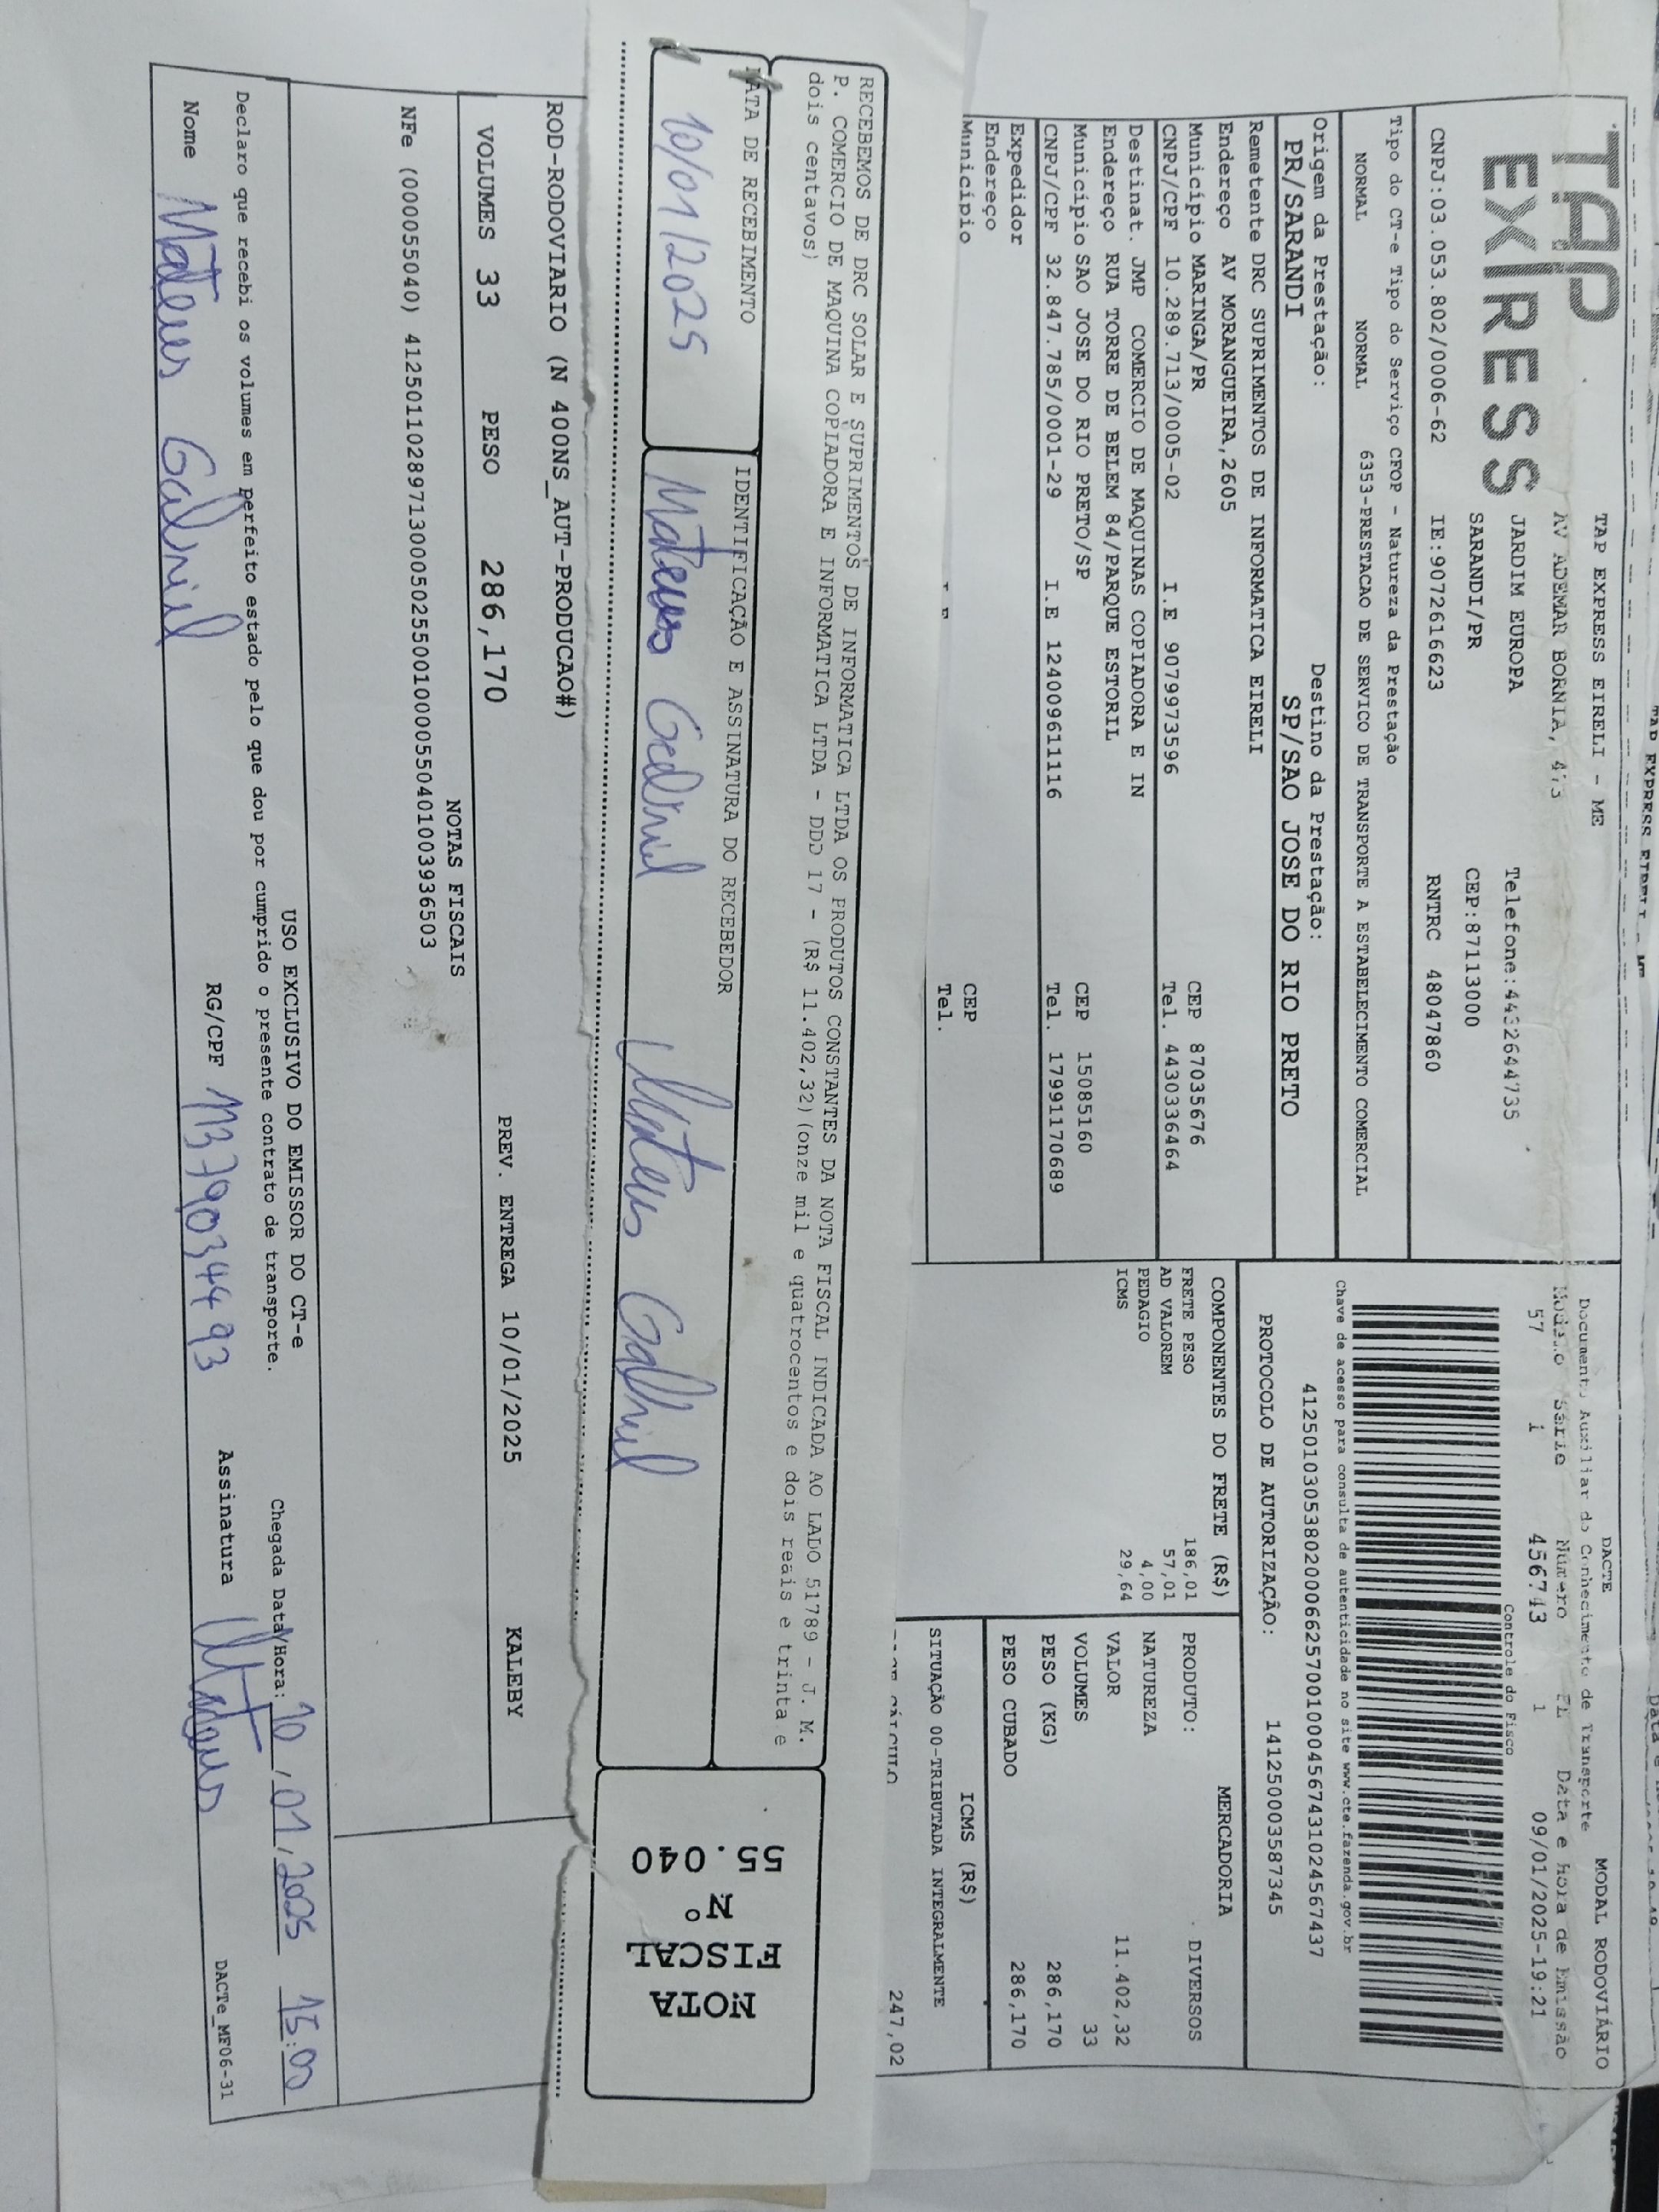 TAP
EXPRESS
TAP EXPRESS EIRELI - ME
AV ADEMAR BORNIA, 473
JARDIM EUROPA Telefone:4432644735
SARANDI/PR CEP:87113000
CNPJ:03.053.802/0006-62 IE:9072616623 RNTRC 48047860
Tipo do CT-e Tipo do Serviço CFOP - Natureza da Prestação
NORMAL NORMAL 6353-PRESTACAO DE SERVICO DE TRANSPORTE A ESTABELECIMENTO COMERCIAL
Origem da Prestação: Destino da Prestação:
PR/SARANDI SP/SAO JOSE DO RIO PRETO
Remetente DRC SUPRIMENTOS DE INFORMATICA EIRELI
Endereço AV MORANGUEIRA,2605
Município MARINGA/PR CEP 87035676
CNPJ/CPF 10.289.713/0005-02 I.E 9079973596 Tel. 4430336464
Destinat. JMP COMERCIO DE MAQUINAS COPIADORA E IN
Endereço RUA TORRE DE BELEM 84/PARQUE ESTORIL
Município SAO JOSE DO RIO PRETO/SP CEP 15085160
CNPJ/CPF 32.847.785/0001-29 I.E 124009611116 Tel. 17991170689
Expedidor
Endereço
Município CEP
Tel.
DACTE MODAL RODOVIÁRIO
Documento Auxiliar do Conhecimento de Transporte
Modelo Série Número FL Data e Hora de Emissão
57 1 456743 1 09/01/2025-19:21
Controle do Fisco
Chave de acesso para consulta de autenticidade no site www.cte.fazenda.gov.br
41250103053802000662570010004567431024567437
PROTOCOLO DE AUTORIZAÇÃO: 141250003587345
COMPONENTES DO FRETE (R$)
FRETE PESO 186,01
AD VALOREM 57,01
PEDAGIO 4,00
ICMS 29,64
MERCADORIA
PRODUTO: DIVERSOS
NATUREZA
VALOR 11.402,32
VOLUMES 33
PESO (KG) 286,170
PESO CUBADO 286,170
ICMS (R$)
SITUAÇÃO 00-TRIBUTADA INTEGRALMENTE
247,02
RECEBEMOS DE DRC SOLAR E SUPRIMENTOS DE INFORMATICA LTDA OS PRODUTOS CONSTANTES DA NOTA FISCAL INDICADA AO LADO 51789 - J. M.
P. COMERCIO DE MAQUINA COPIADORA E INFORMATICA LTDA - DDD 17 - (R$ 11.402,32)(onze mil e quatrocentos e dois reais e trinta e
dois centavos)
DATA DE RECEBIMENTO IDENTIFICAÇÃO E ASSINATURA DO RECEBEDOR
10/01/2025 Mateus Gabriel Mateus Gabriel
NOTA
FISCAL
Nº
55.040
ROD-RODOVIARIO (N 400NS_AUT-PRODUCAO#)
VOLUMES 33 PESO 286,170 PREV. ENTREGA 10/01/2025 KALEBY
NOTAS FISCAIS
NFe (000055040) 41250110289713000502550010000550401003936503
USO EXCLUSIVO DO EMISSOR DO CT-e
Declaro que recebi os volumes em perfeito estado pelo que dou por cumprido o presente contrato de transporte.
Chegada Data/Hora: 10/01/2025 15:00
Nome Mateus Gabriel RG/CPF Assinatura Mateus
DACTe_MF06-31